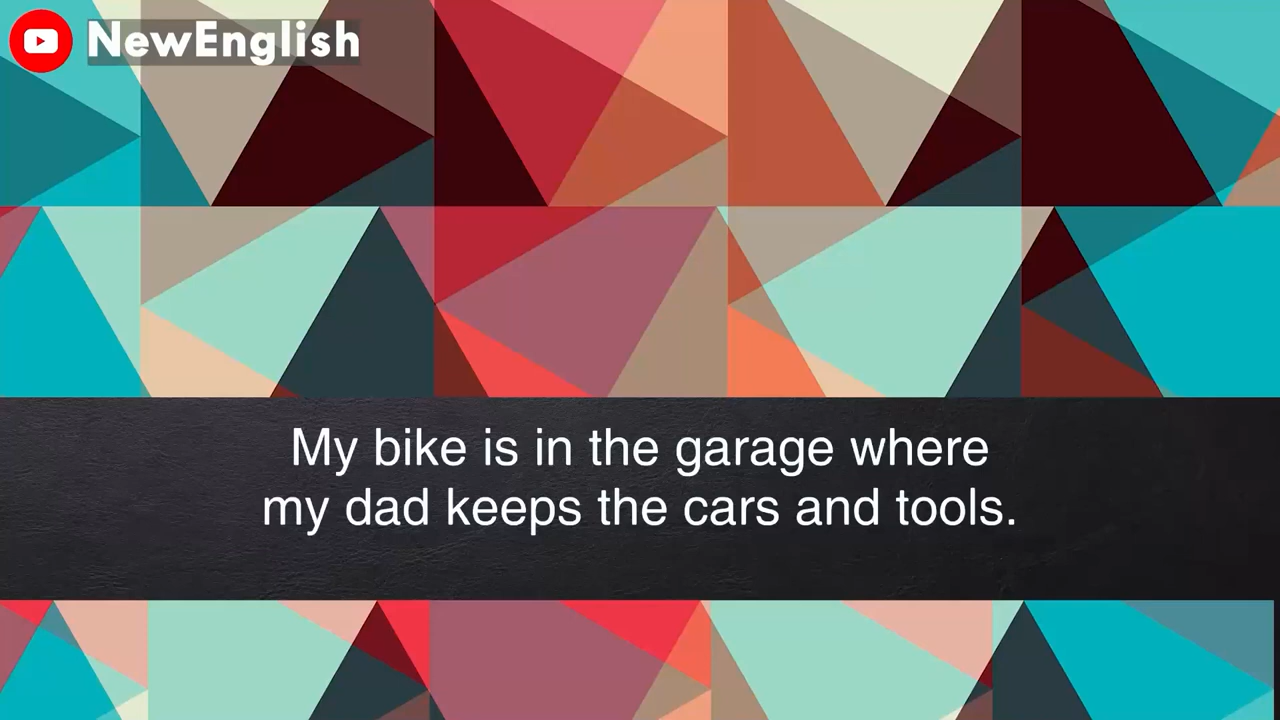 NewEnglish
My bike is in the garage where
my dad keeps the cars and tools.